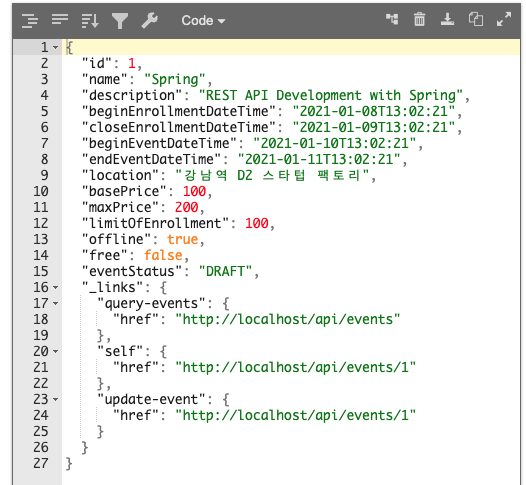 Code
1 {
2 "id": 1,
3 "name": "Spring",
4 "description": "REST API Development with Spring",
5 "beginEnrollmentDateTime": "2021-01-08T13:02:21",
6 "closeEnrollmentDateTime": "2021-01-09T13:02:21",
7 "beginEventDateTime": "2021-01-10T13:02:21",
8 "endEventDateTime": "2021-01-11T13:02:21",
9 "location": "강남역 D2 스타텁 팩토리",
10 "basePrice": 100,
11 "maxPrice": 200,
12 "limitOfEnrollment": 100,
13 "offline": true,
14 "free": false,
15 "eventStatus": "DRAFT",
16 "_links": {
17 "query-events": {
18 "href": "http://localhost/api/events"
19 },
20 "self": {
21 "href": "http://localhost/api/events/1"
22 },
23 "update-event": {
24 "href": "http://localhost/api/events/1"
25 }
26 }
27 }